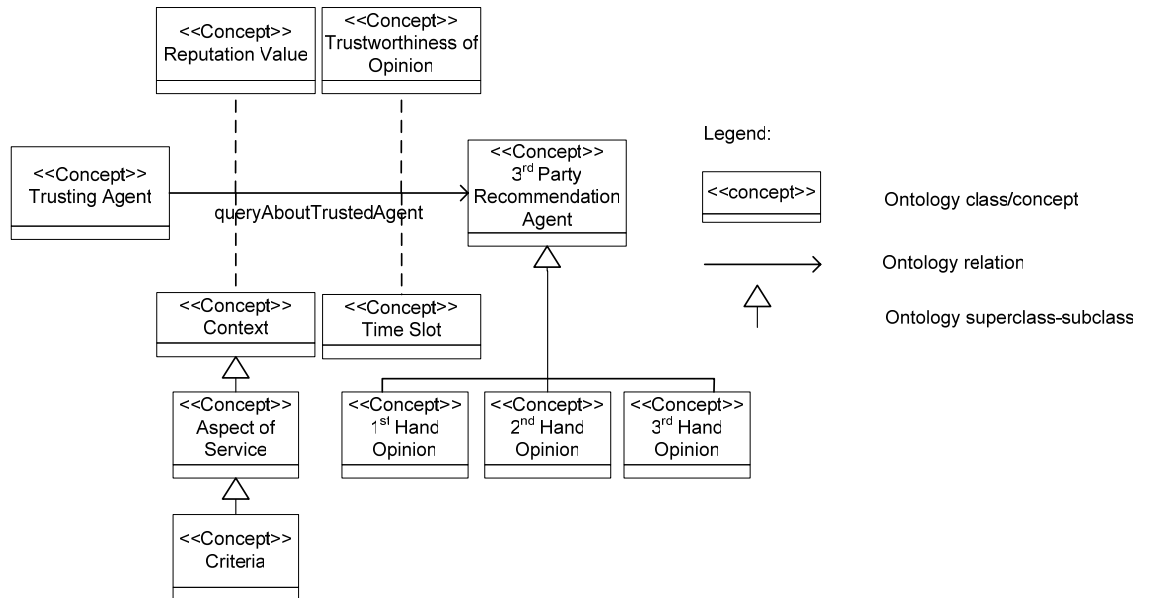 <<Concept>>
Reputation Value
<<Concept>>
Trustworthiness of
Opinion
<<Concept>>
Trusting Agent
queryAboutTrustedAgent
<<Concept>>
3rd Party
Recommendation
Agent
<<Concept>>
Context
<<Concept>>
Time Slot
<<Concept>>
Aspect of
Service
<<Concept>>
1st Hand
Opinion
<<Concept>>
2nd Hand
Opinion
<<Concept>>
3rd Hand
Opinion
<<Concept>>
Criteria
Legend:
<<concept>>
Ontology class/concept
Ontology relation
Ontology superclass-subclass